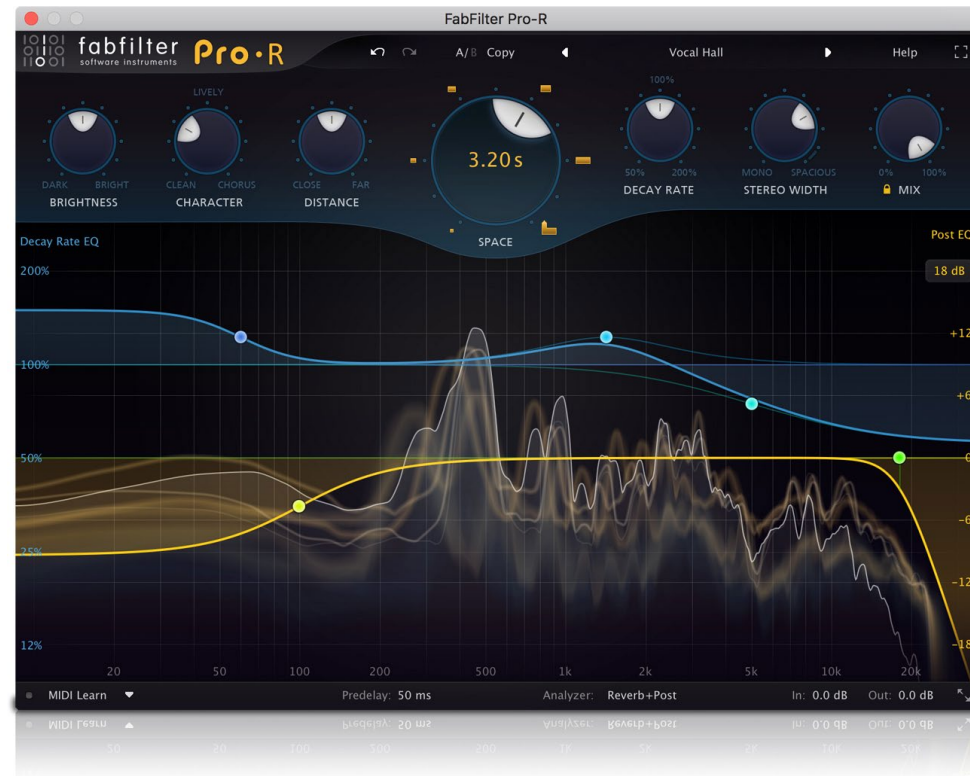 FabFilter Pro-R
fabfilter
software instruments
Pro·R
A/B Copy
Vocal Hall
Help
LIVELY
100%
DARK BRIGHT
BRIGHTNESS
CLEAN CHORUS
CHARACTER
CLOSE FAR
DISTANCE
3.20 s
SPACE
50% 200%
DECAY RATE
MONO SPACIOUS
STEREO WIDTH
0% 100%
MIX
Decay Rate EQ
Post EQ
200%
18 dB
+12
100%
+6
50%
0
-6
25%
-12
12%
-18
20 50 100 200 500 1k 2k 5k 10k 20k
MIDI Learn
Predelay: 50 ms
Analyzer: Reverb+Post
In: 0.0 dB
Out: 0.0 dB